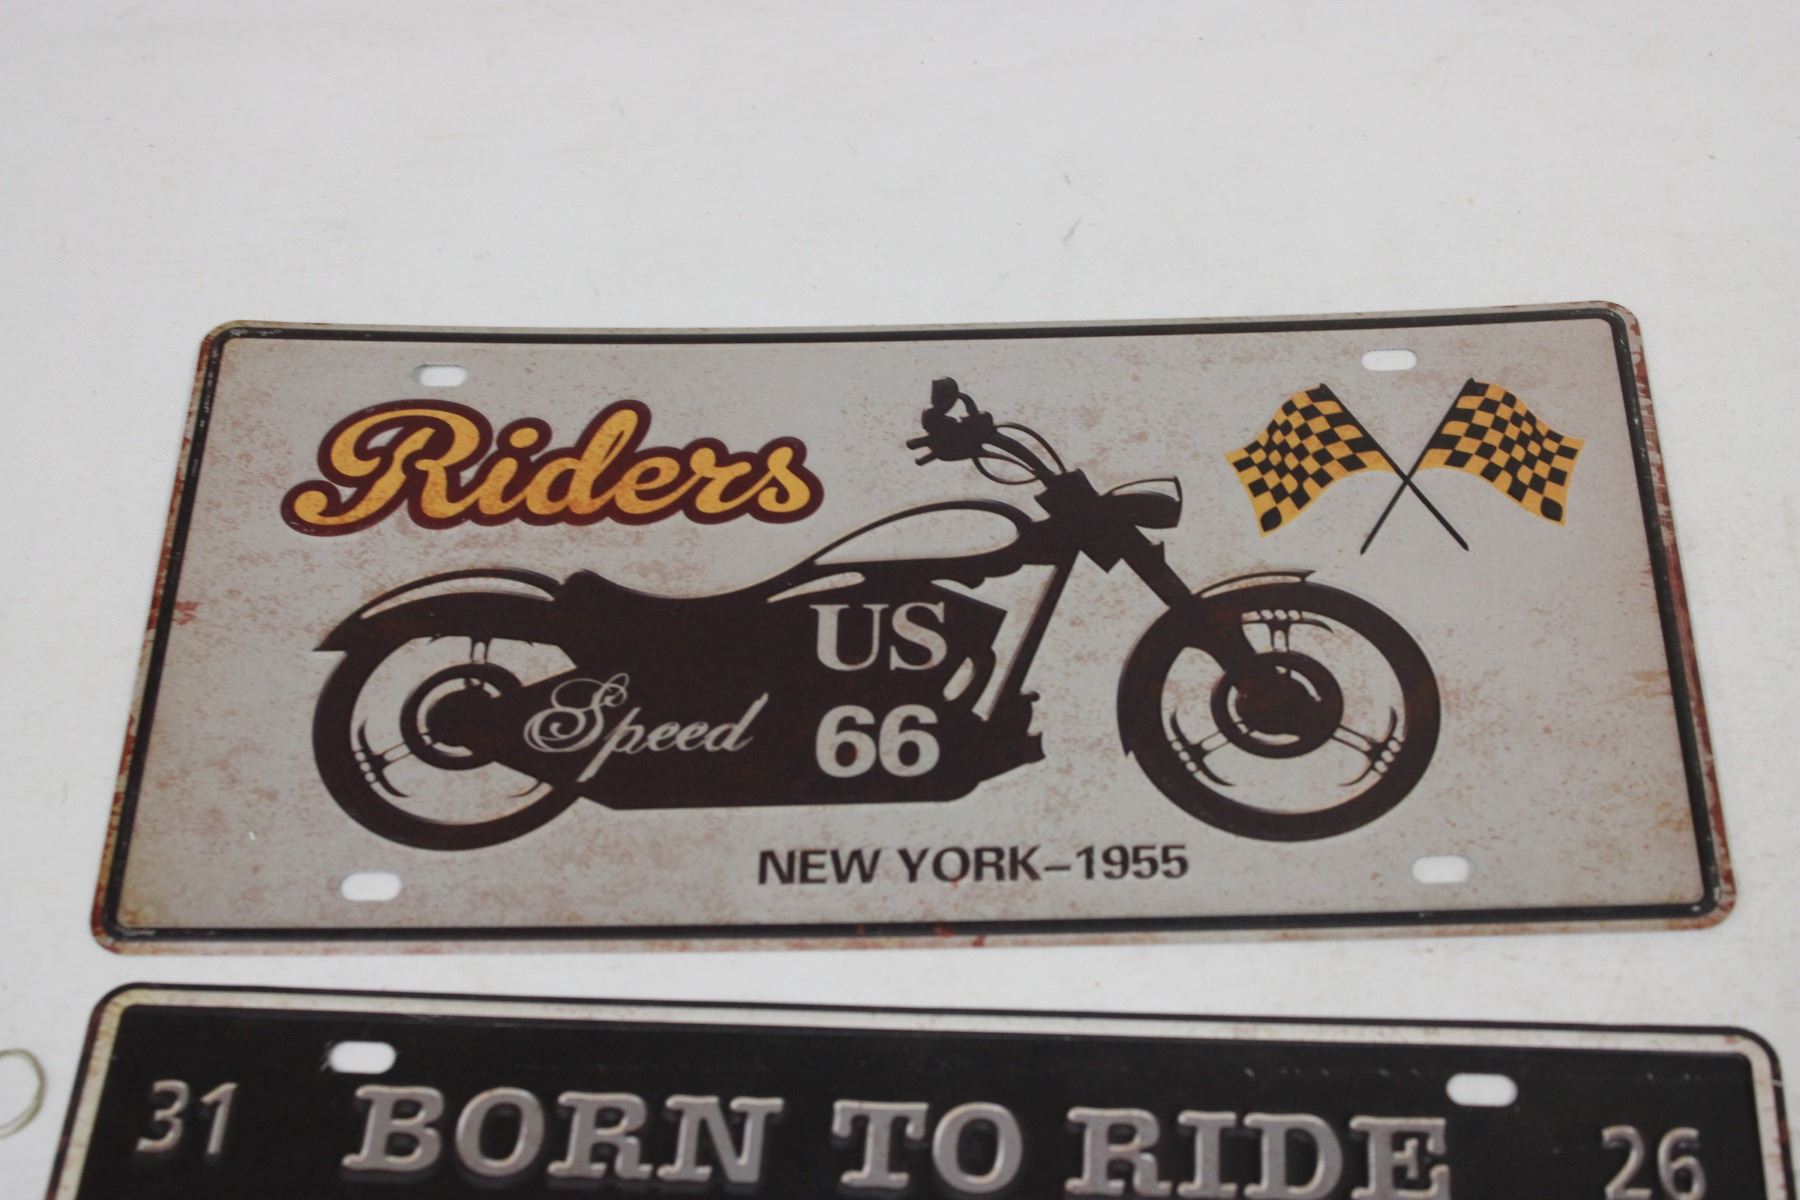 Riders
US
Speed 66
NEW YORK–1955
31 BORN TO RIDE 26